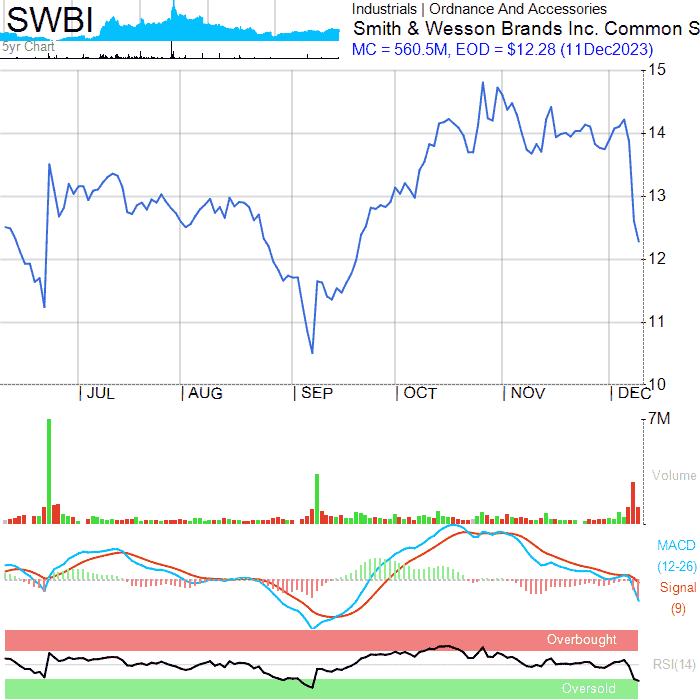 SWBI
5yr Chart
Industrials | Ordnance And Accessories
Smith & Wesson Brands Inc. Common S
MC = 560.5M, EOD = $12.28 (11Dec2023)
15
14
13
12
11
10
| JUL | AUG | SEP | OCT | NOV | DEC
7M
Volume
MACD
(12-26)
Signal
(9)
Overbought
RSI(14)
Oversold